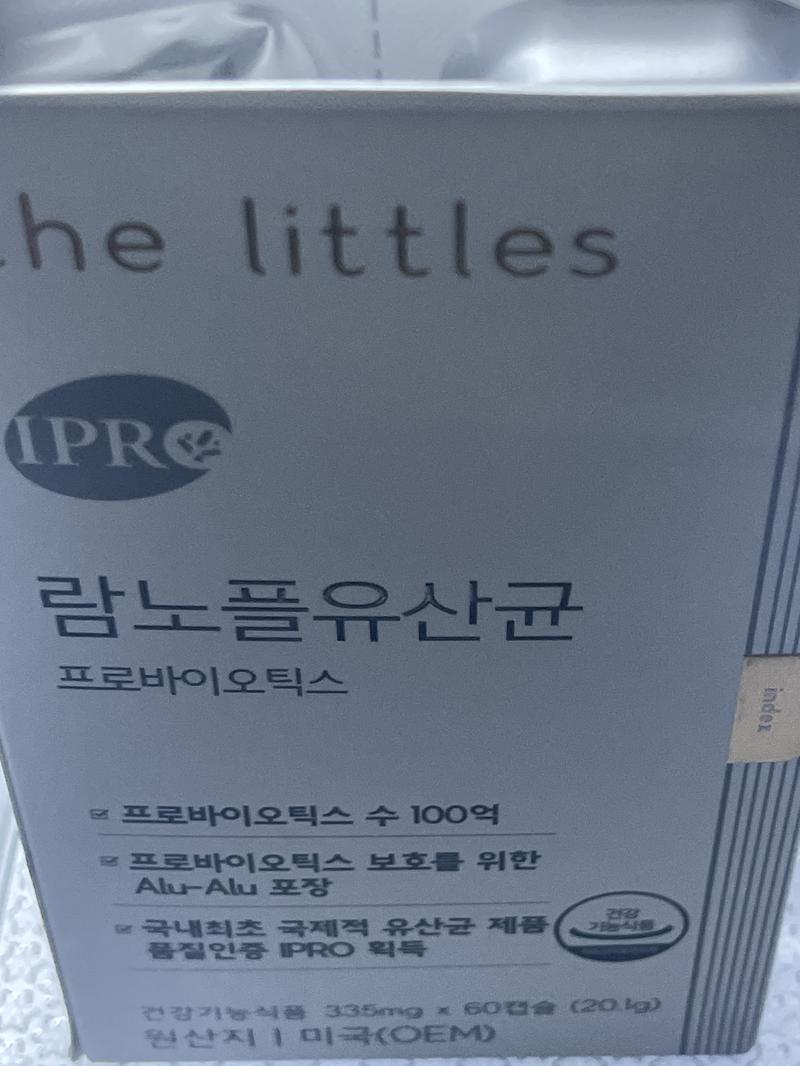 the littles
IPRO
람노플유산균
프로바이오틱스
index
프로바이오틱스 수 100억
프로바이오틱스 보호를 위한
Alu-Alu 포장
국내최초 국제적 유산균 제품
품질인증 IPRO 획득
건강
기능식품
건강기능식품 335mg x 60캡슐 (20.1g)
원산지 | 미국(OEM)